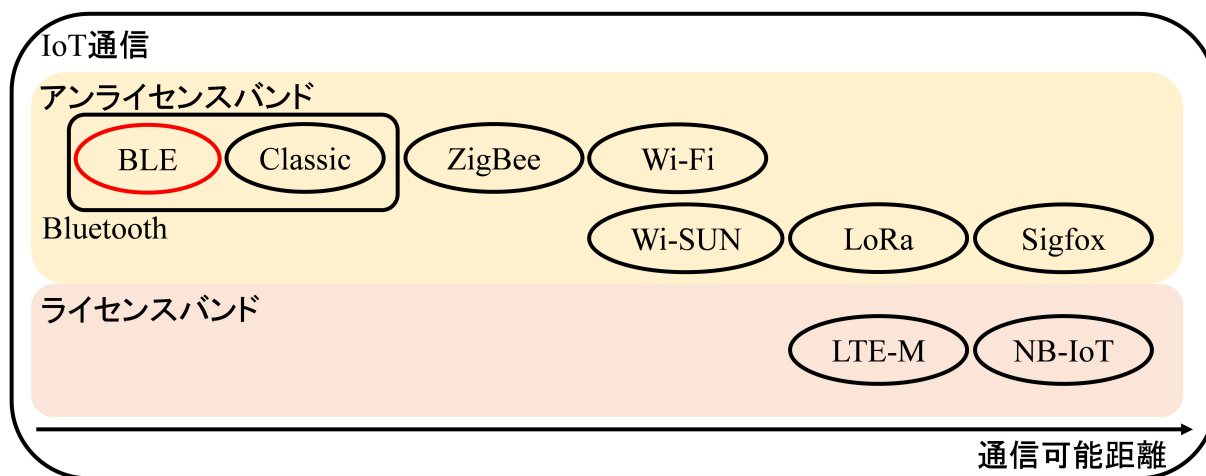 IoT通信
アンライセンスバンド
BLE Classic ZigBee Wi-Fi
Bluetooth
Wi-SUN LoRa Sigfox
ライセンスバンド
LTE-M NB-IoT
通信可能距離